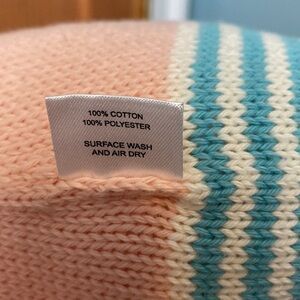 100% COTTON
100% POLYESTER
SURFACE WASH
AND AIR DRY